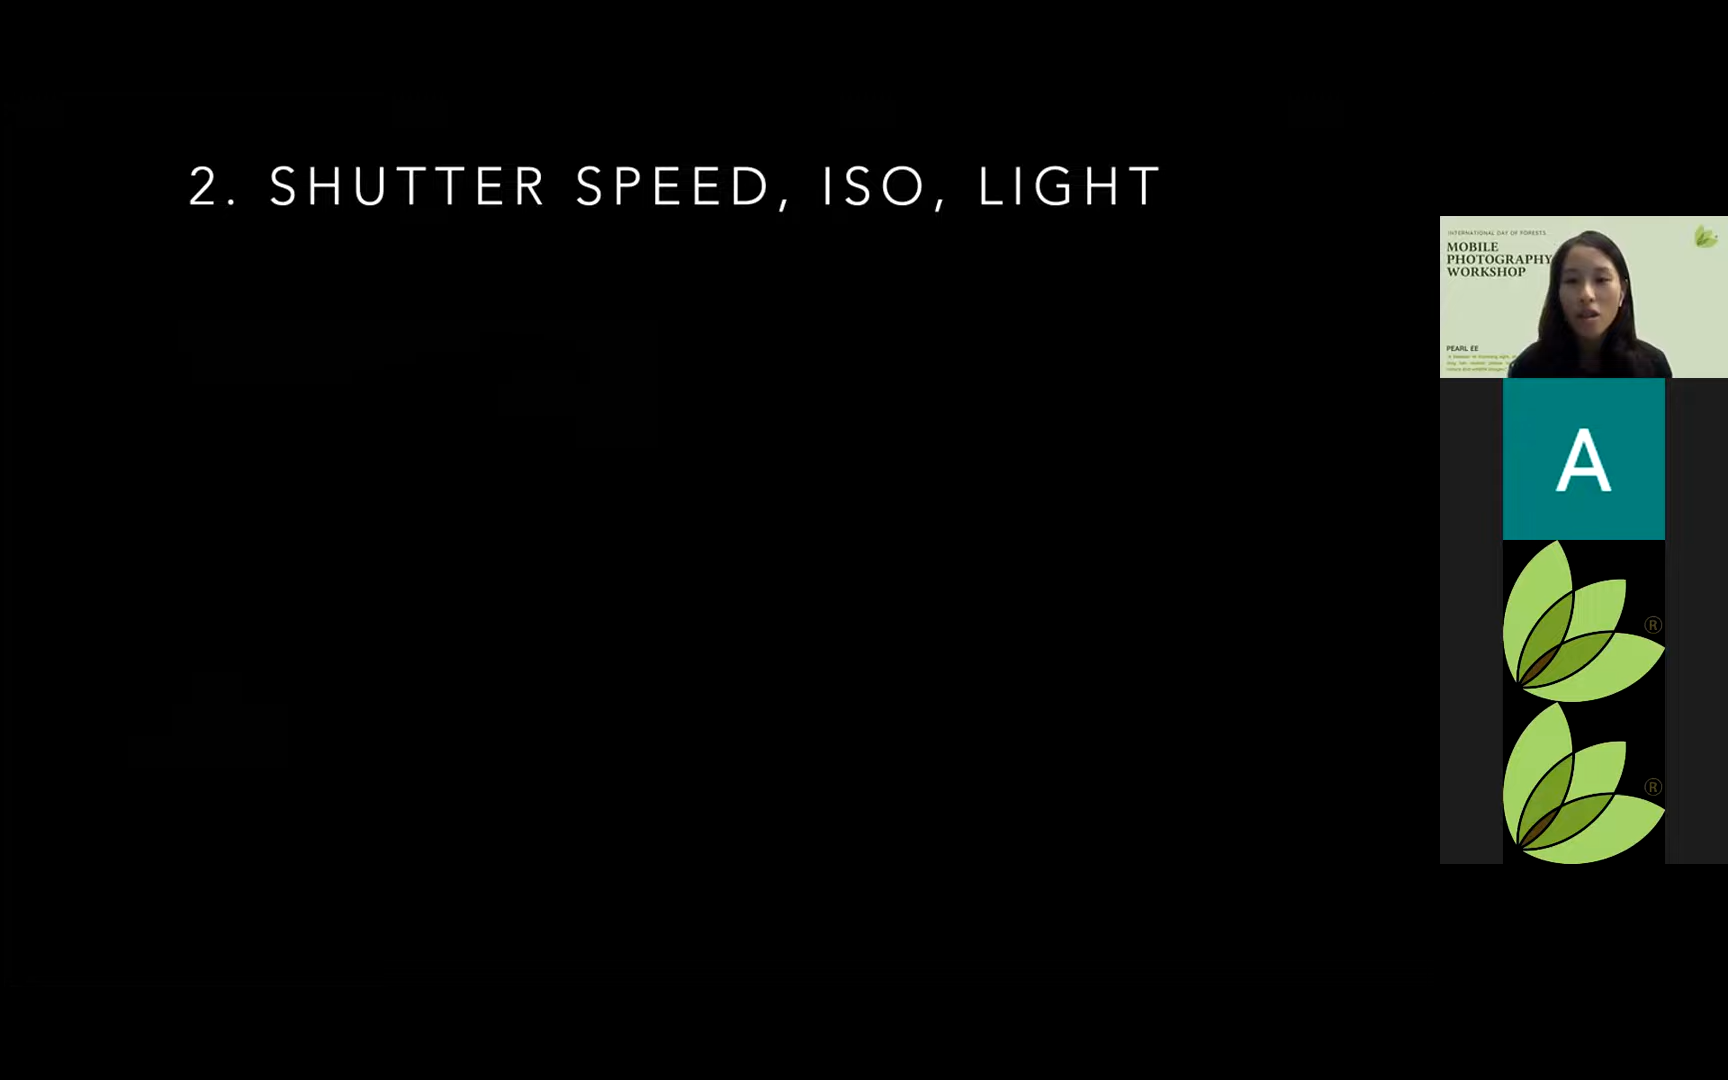 2. SHUTTER SPEED, ISO, LIGHT
INTERNATIONAL DAY OF FORESTS
MOBILE
PHOTOGRAPHY
WORKSHOP
PEARL EE
A
®
®